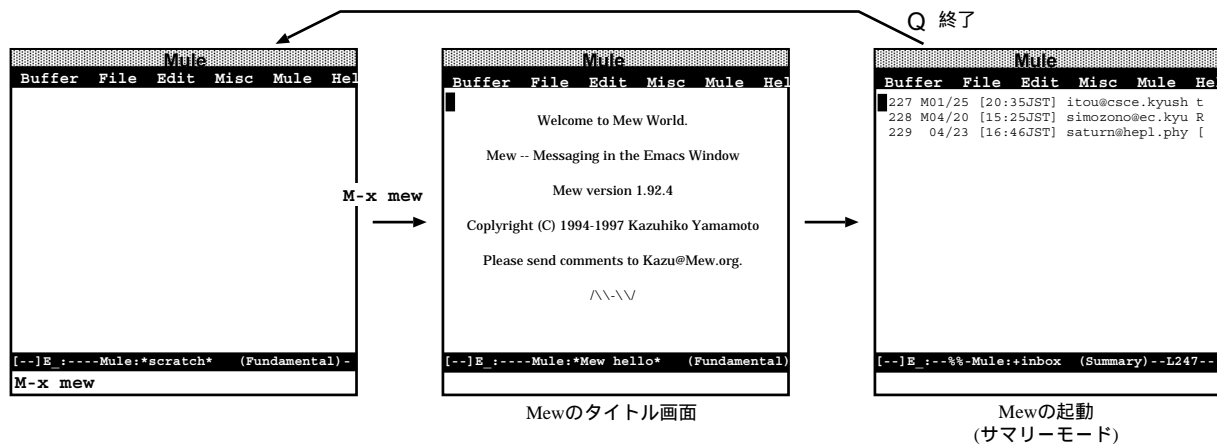 Q 終了
Mule
Buffer File Edit Misc Mule Hel
[--]E_:----Mule:*scratch* (Fundamental)-
M-x mew
M-x mew
Mule
Buffer File Edit Misc Mule Hel
Welcome to Mew World.
Mew -- Messaging in the Emacs Window
Mew version 1.92.4
Coplyright (C) 1994-1997 Kazuhiko Yamamoto
Please send comments to Kazu@Mew.org.
/\\-\\/
[--]E_:----Mule:*Mew hello* (Fundamental)
Mewのタイトル画面
Mule
Buffer File Edit Misc Mule He
227 M01/25 [20:35JST] itou@csce.kyush t
228 M04/20 [15:25JST] simozono@ec.kyu R
229 04/23 [16:46JST] saturn@hepl.phy [
[--]E_:--%%-Mule:+inbox (Summary)--L247--
Mewの起動
(サマリーモード)